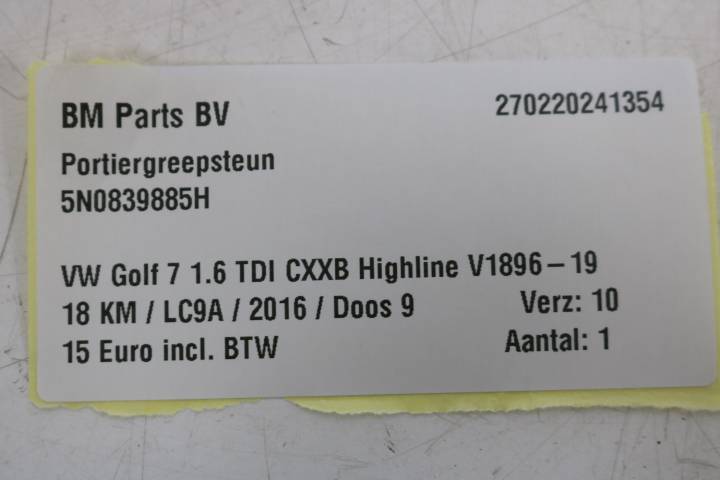 BM Parts BV 270220241354
Portiergreepsteun
5N0839885H
VW Golf 7 1.6 TDI CXXB Highline V1896-19
18 KM / LC9A / 2016 / Doos 9 Verz: 10
15 Euro incl. BTW Aantal: 1